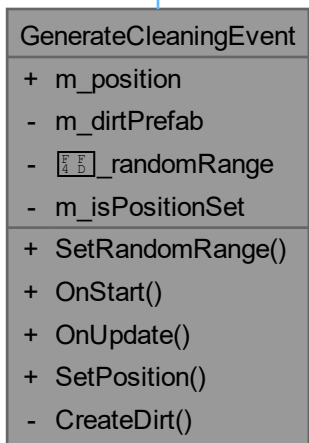 GenerateCleaningEvent
+ m_position
- m_dirtPrefab
- _randomRange
- m_isPositionSet
+ SetRandomRange()
+ OnStart()
+ OnUpdate()
+ SetPosition()
- CreateDirt()